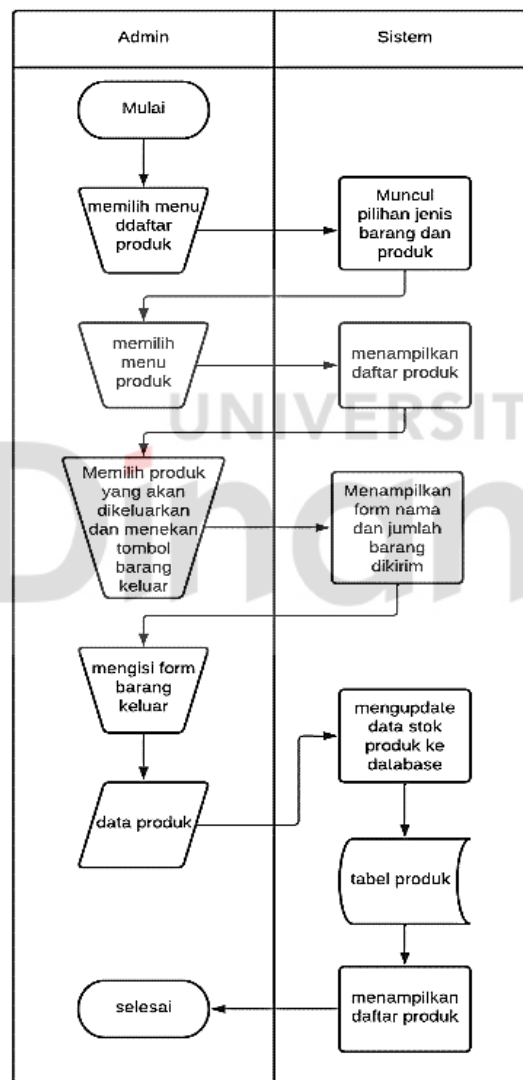 Admin
Sistem
Mulai
memilih menu
ddaftar
produk
Muncul
pilihan jenis
barang dan
produk
memilih
menu
produk
menampilkan
daftar produk
UNIVERSIT
Dinam
Memilih produk
yang akan
dikeluarkan
dan menekan
tombol
barang
keluar
Menampilkan
form nama
dan jumlah
barang
dikirim
mengisi form
barang
keluar
mengupdate
data stok
produk ke
database
data produk
tabel produk
menampilkan
daftar produk
selesai